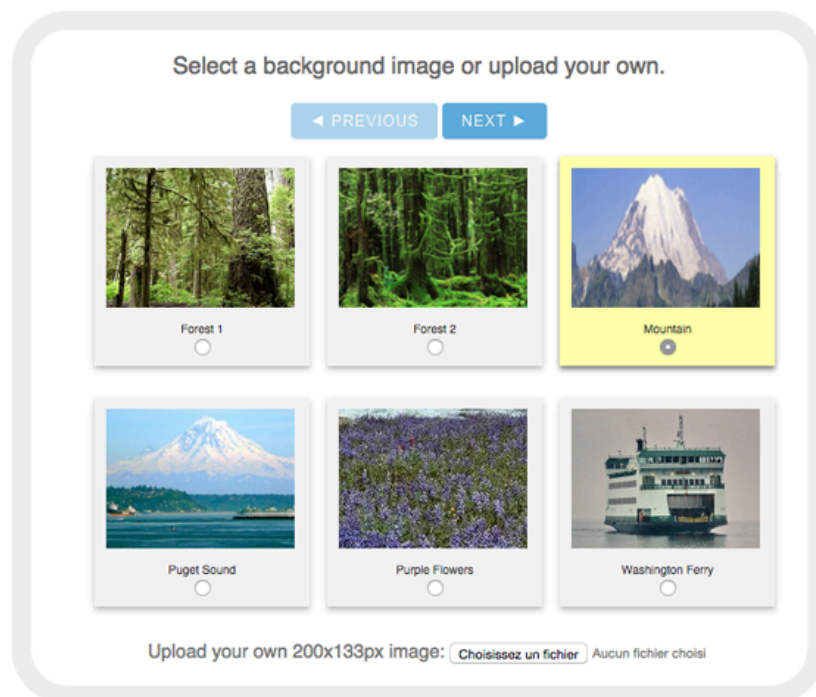 Select a background image or upload your own.
◄ PREVIOUS NEXT ►
Forest 1 Forest 2 Mountain
Puget Sound Purple Flowers Washington Ferry
Upload your own 200x133px image: Choisissez un fichier Aucun fichier choisi